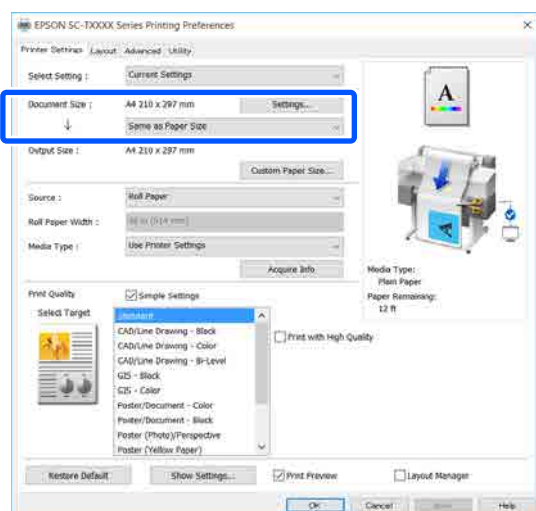 EPSON SC-TXXXX Series Printing Preferences
Printer Settings Layout Advanced Utility
Select Setting : Current Settings
Document Size : A4 210 x 297 mm Settings...
↓ Same as Paper Size
Output Size : A4 210 x 297 mm
Custom Paper Size...
Source : Roll Paper
Roll Paper Width :
Media Type : Use Printer Settings
Acquire Info
A
Media Type:
Plain Paper
Paper Remaining:
12 ft
Print Quality Simple Settings
Select Target
Standard
CAD/Line Drawing - Black
CAD/Line Drawing - Color
CAD/Line Drawing - Bi-Level
GIS - Black
GIS - Color
Poster/Document - Color
Poster/Document - Black
Poster (Photo)/Perspective
Poster (Yellow Paper)
Print with High Quality
Restore Default Show Settings... Print Preview Layout Manager
OK Cancel Help